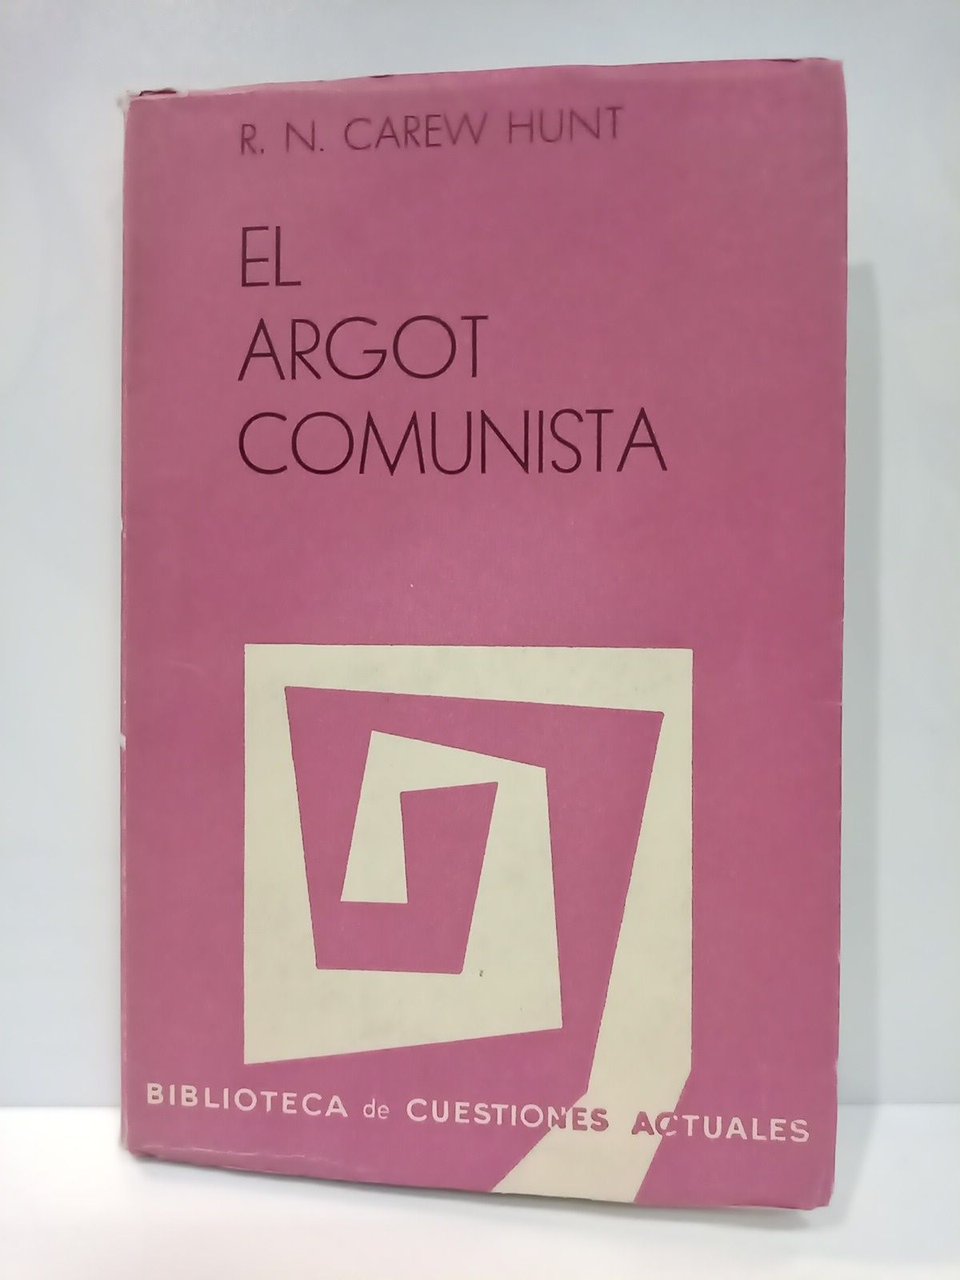 R. N. CAREW HUNT
EL
ARGOT
COMUNISTA
BIBLIOTECA de CUESTIONES ACTUALES